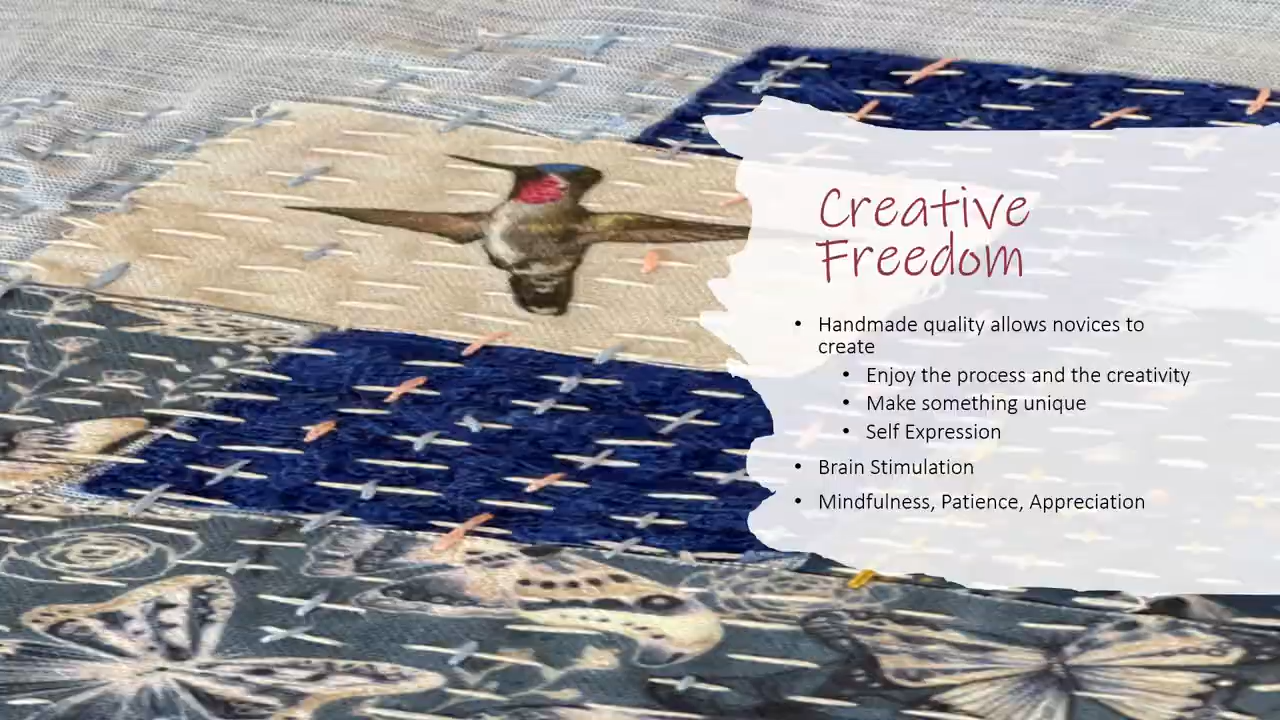 Creative
Freedom
• Handmade quality allows novices to
create
• Enjoy the process and the creativity
• Make something unique
• Self Expression
• Brain Stimulation
• Mindfulness, Patience, Appreciation